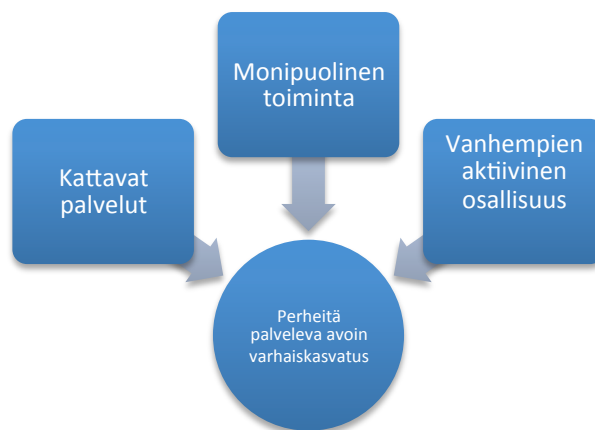 Monipuolinen
toiminta
Kattavat
palvelut
Vanhempien
aktiivinen
osallisuus
Perheitä
palveleva avoin
varhaiskasvatus